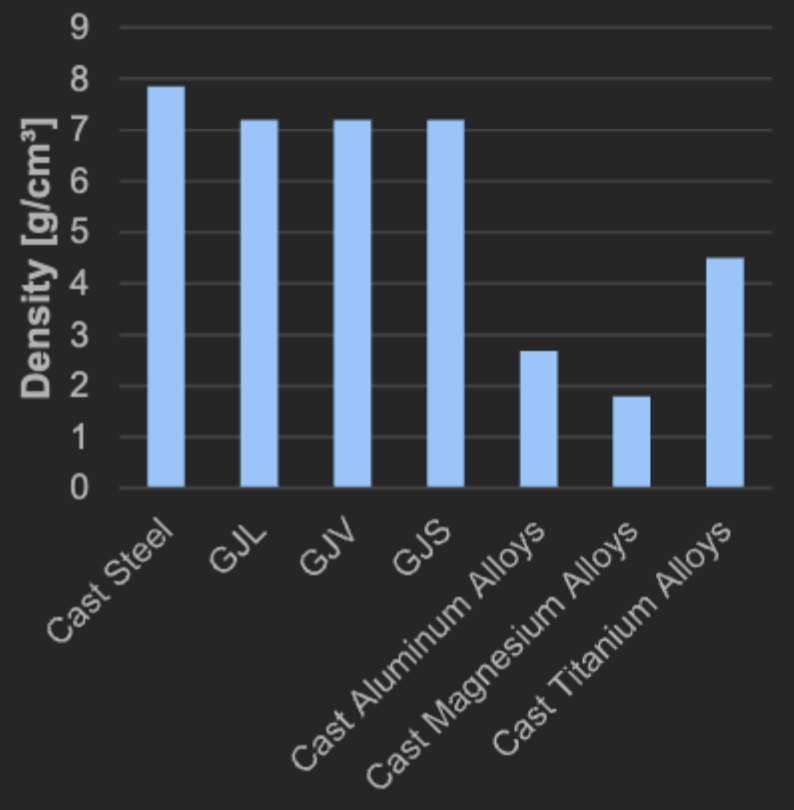 Density [g/cm³]
9
8
7
6
5
4
3
2
1
0
Cast Steel
GJL
GJV
GJS
Cast Aluminum Alloys
Cast Magnesium Alloys
Cast Titanium Alloys